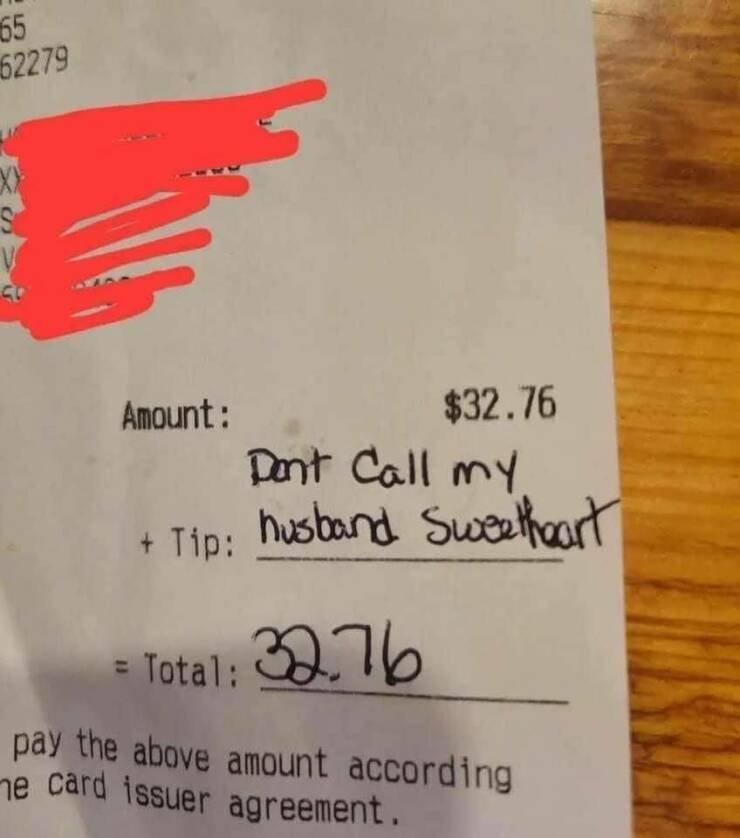 65
62279
Amount: $32.76
Dont Call my
+ Tip: husband Sweetheart
= Total: 32.76
pay the above amount according
card issuer agreement.